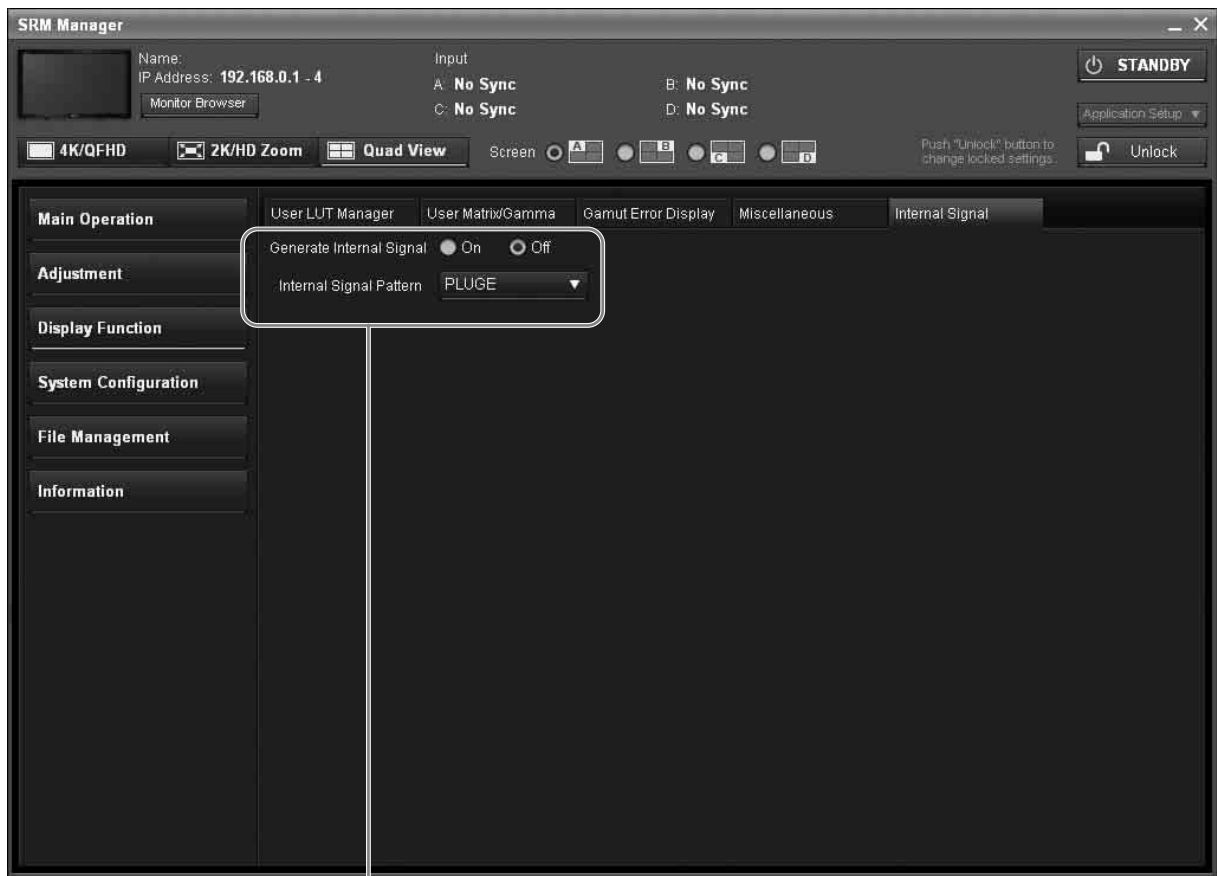 SRM Manager
Name:
IP Address: 192.168.0.1 - 4
Monitor Browser
Input
A: No Sync
B: No Sync
C: No Sync
D: No Sync
STANDBY
Application Setup
4K/QFHD
2K/HD Zoom
Quad View
Screen
A
B
C
D
Push "Unlock" button to
change locked settings.
Unlock
Main Operation
Adjustment
Display Function
System Configuration
File Management
Information
User LUT Manager
User Matrix/Gamma
Gamut Error Display
Miscellaneous
Internal Signal
Generate Internal Signal On Off
Internal Signal Pattern PLUGE